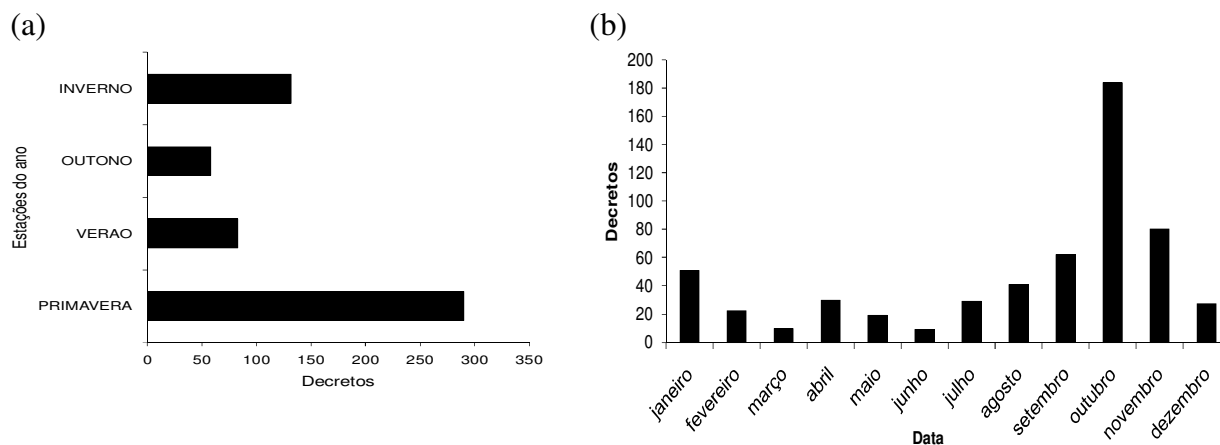 (a)
Estações do ano
INVERNO
OUTONO
VERAO
PRIMAVERA
0 50 100 150 200 250 300 350
Decretos
(b)
Decretos
200
180
160
140
120
100
80
60
40
20
0
janeiro fevereiro março abril maio junho julho agosto setembro outubro novembro dezembro
Data